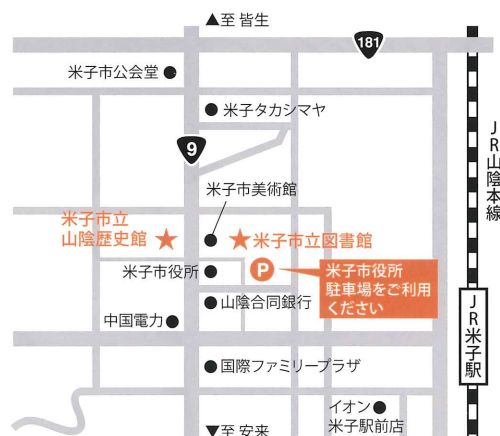 ▲至 皆生
181
米子市公会堂
米子タカシマヤ
9
JR山陰本線
米子市美術館
米子市立
山陰歴史館
米子市立図書館
米子市役所
P
米子市役所
駐車場をご利用
ください
山陰合同銀行
中国電力
JR米子駅
国際ファミリープラザ
イオン
米子駅前店
▼至 安来